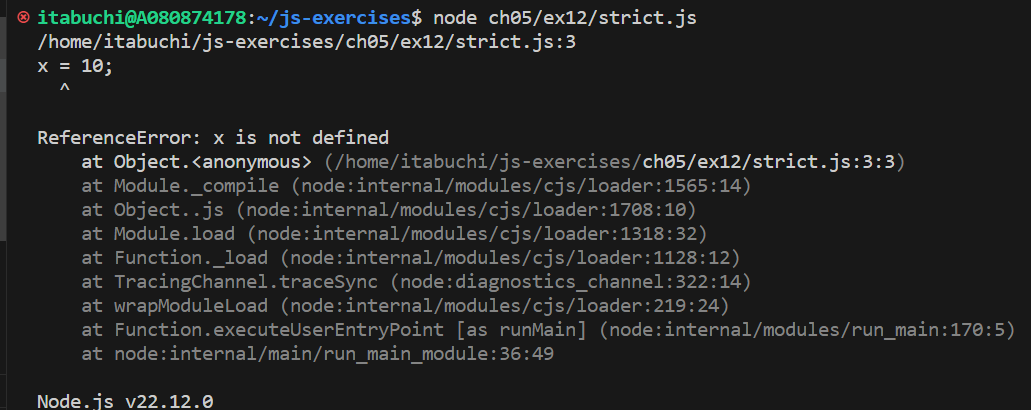 itabuchi@A080874178:~/js-exercises$ node ch05/ex12/strict.js
/home/itabuchi/js-exercises/ch05/ex12/strict.js:3
x = 10;
  ^
ReferenceError: x is not defined
    at Object.<anonymous> (/home/itabuchi/js-exercises/ch05/ex12/strict.js:3:3)
    at Module._compile (node:internal/modules/cjs/loader:1565:14)
    at Object..js (node:internal/modules/cjs/loader:1708:10)
    at Module.load (node:internal/modules/cjs/loader:1318:32)
    at Function._load (node:internal/modules/cjs/loader:1128:12)
    at TracingChannel.traceSync (node:diagnostics_channel:322:14)
    at wrapModuleLoad (node:internal/modules/cjs/loader:219:24)
    at Function.executeUserEntryPoint [as runMain] (node:internal/modules/run_main:170:5)
    at node:internal/main/run_main_module:36:49
Node.js v22.12.0